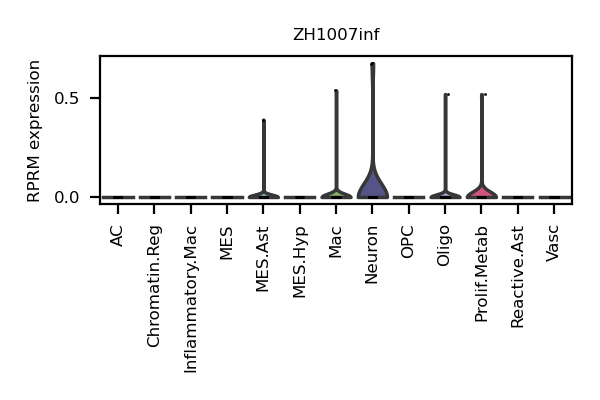 ZH1007inf
RPRM expression
0.5
0.0
AC
Chromatin.Reg
Inflammatory.Mac
MES
MES.Ast
MES.Hyp
Mac
Neuron
OPC
Oligo
Prolif.Metab
Reactive.Ast
Vasc